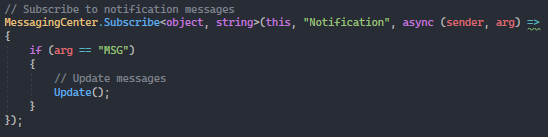 // Subscribe to notification messages
MessagingCenter.Subscribe<object, string>(this, "Notification", async (sender, arg) =>
{
    if (arg == "MSG")
    {
        // Update messages
        Update();
    }
});